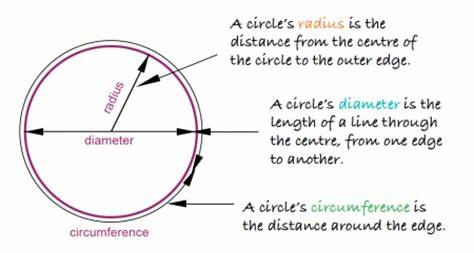 A circle's radius is the
distance from the centre of
the circle to the outer edge.
radius
A circle's diameter is the
length of a line through
the centre, from one edge
to another.
diameter
A circle's circumference is
the distance around the edge.
circumference